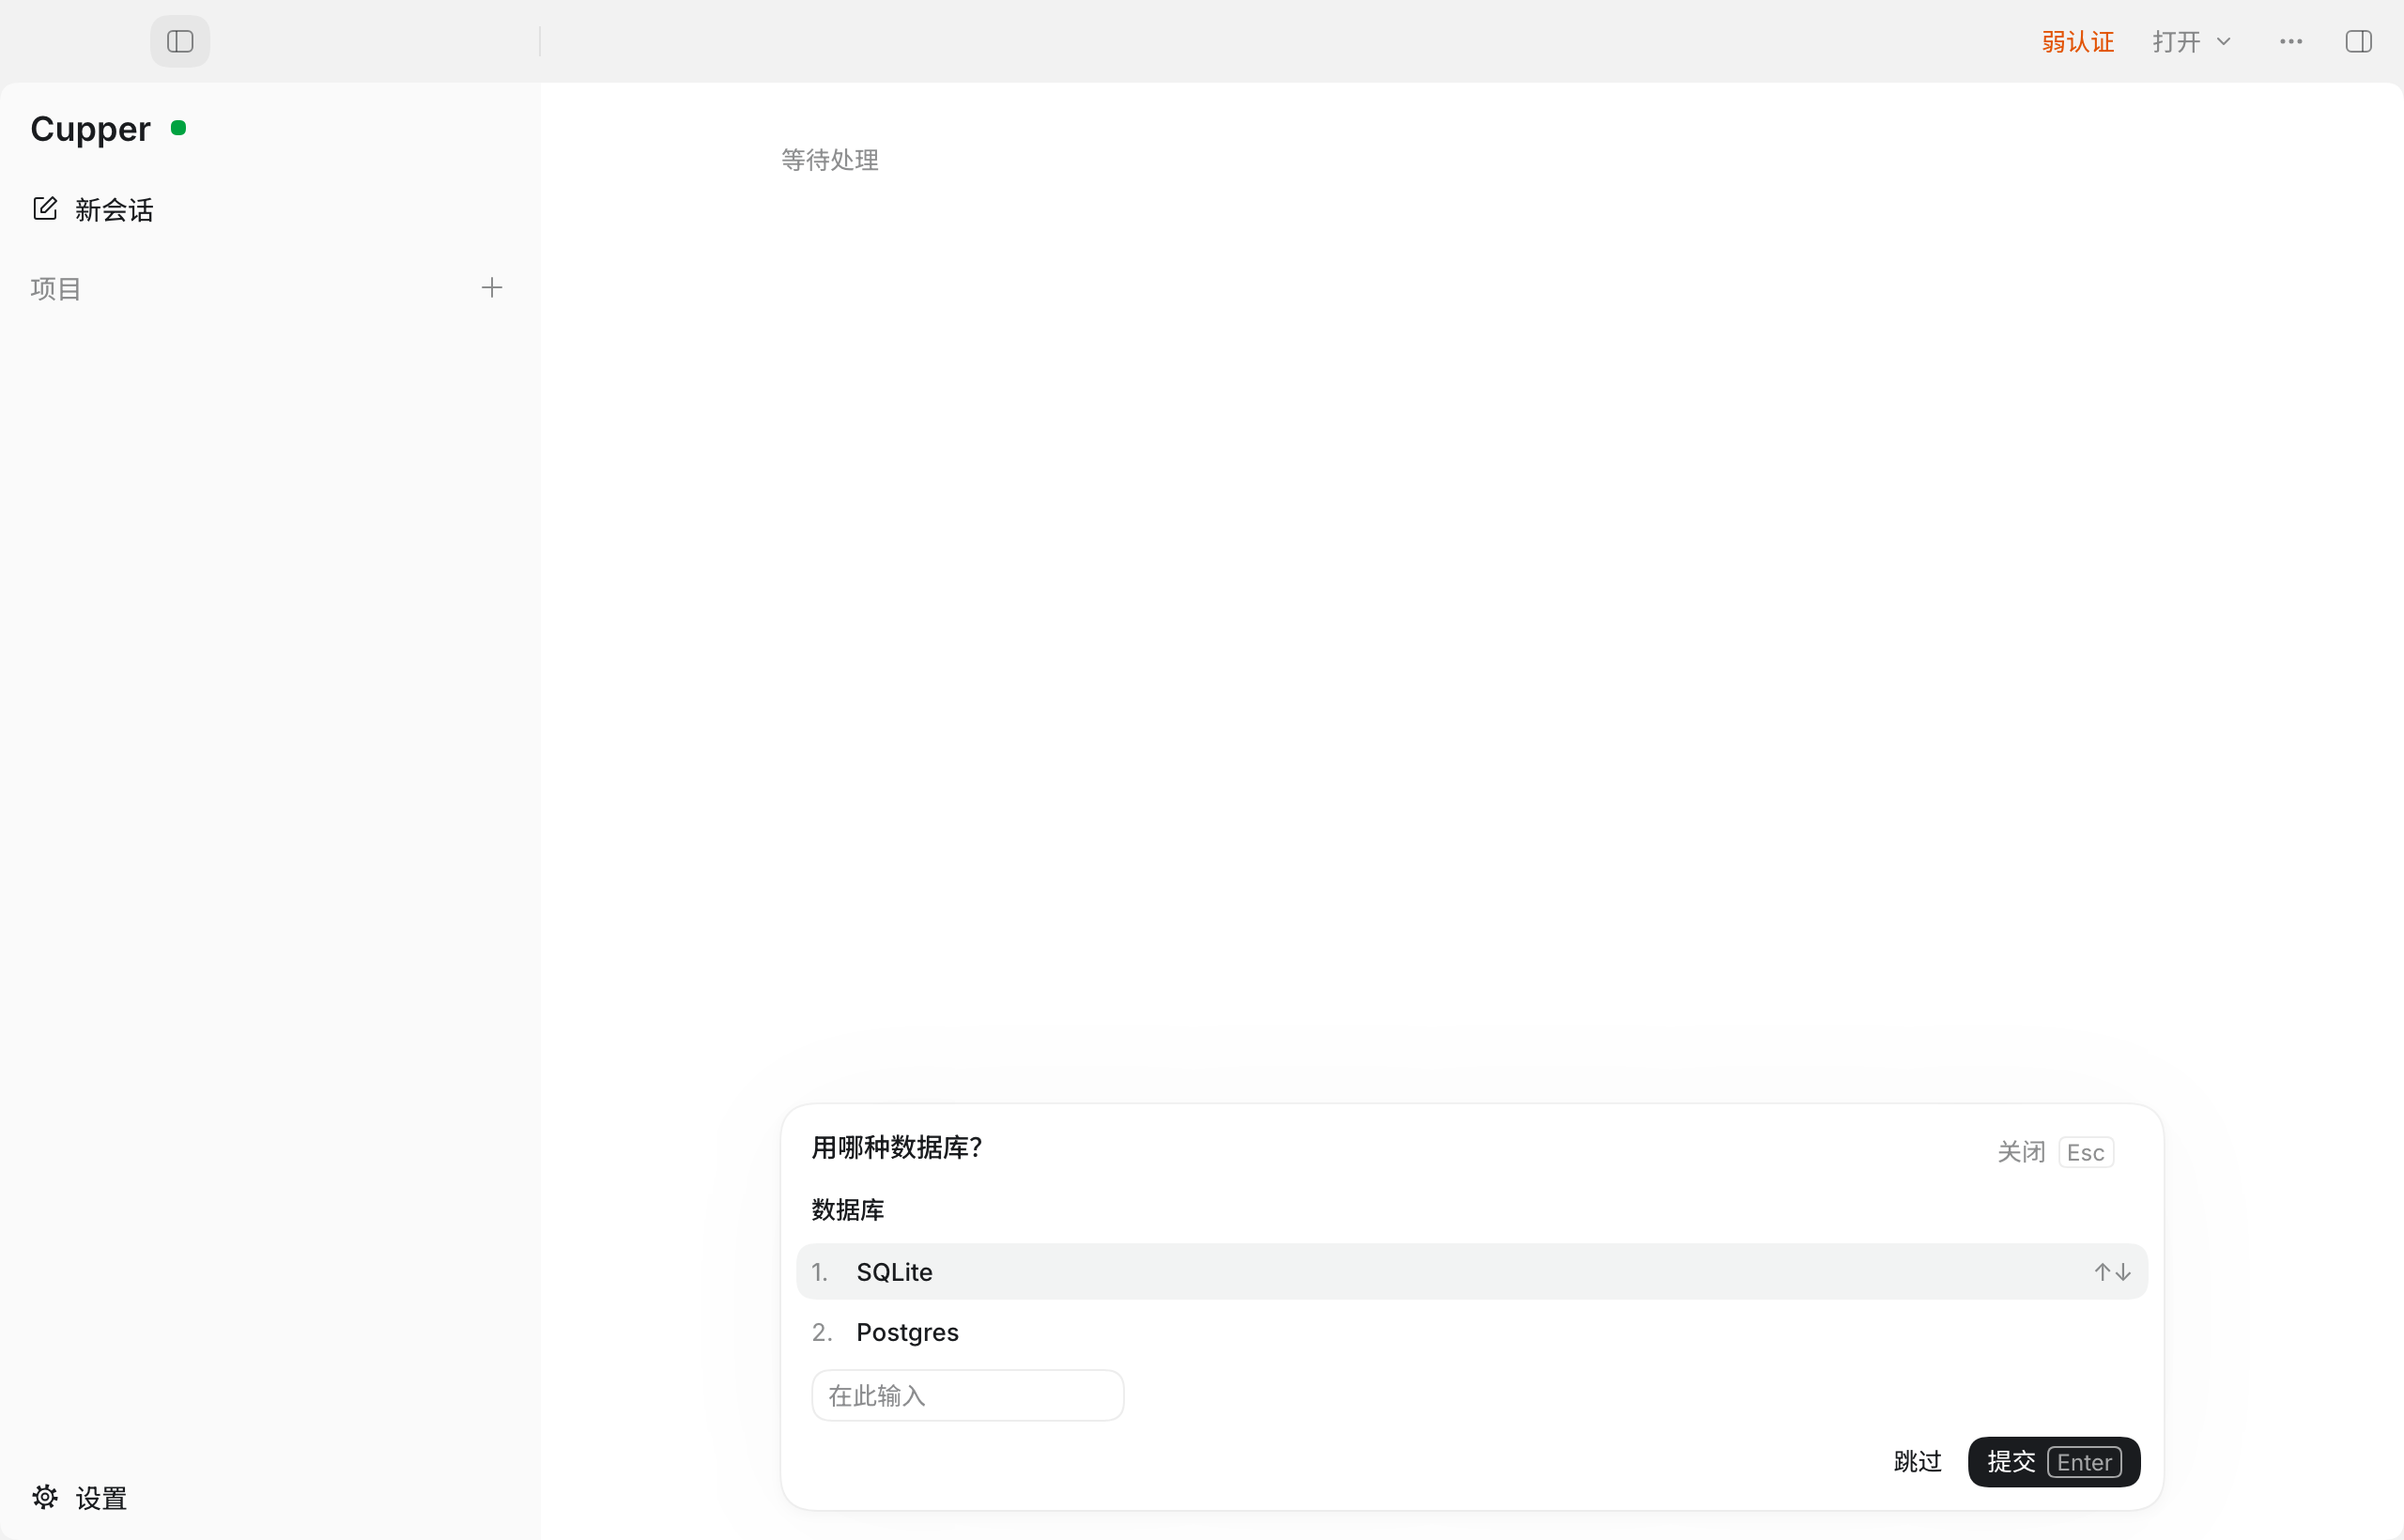 弱认证 打开
Cupper
等待处理
新会话
项目
用哪种数据库?
关闭 Esc
数据库
1. SQLite
2. Postgres
在此输入
跳过 提交 Enter
设置